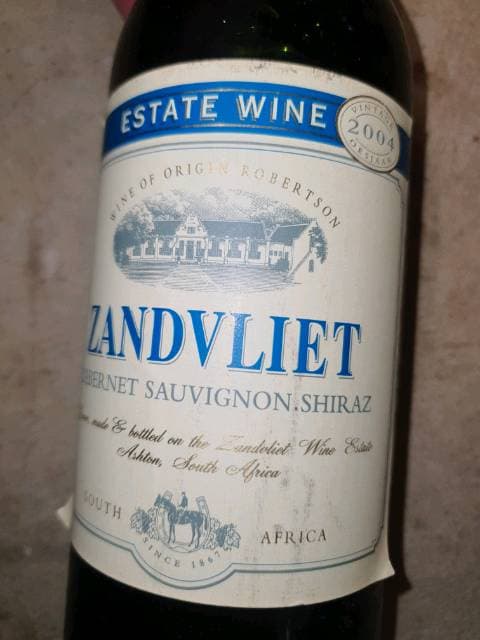 ESTATE WINE
VINTAGE
2004
OESJAAR
WINE OF ORIGIN ROBERTSON
ZANDVLIET
CABERNET SAUVIGNON.SHIRAZ
made & bottled on the Zandvliet Wine Estate
Ashton, South Africa
SOUTH AFRICA
SINCE 1867